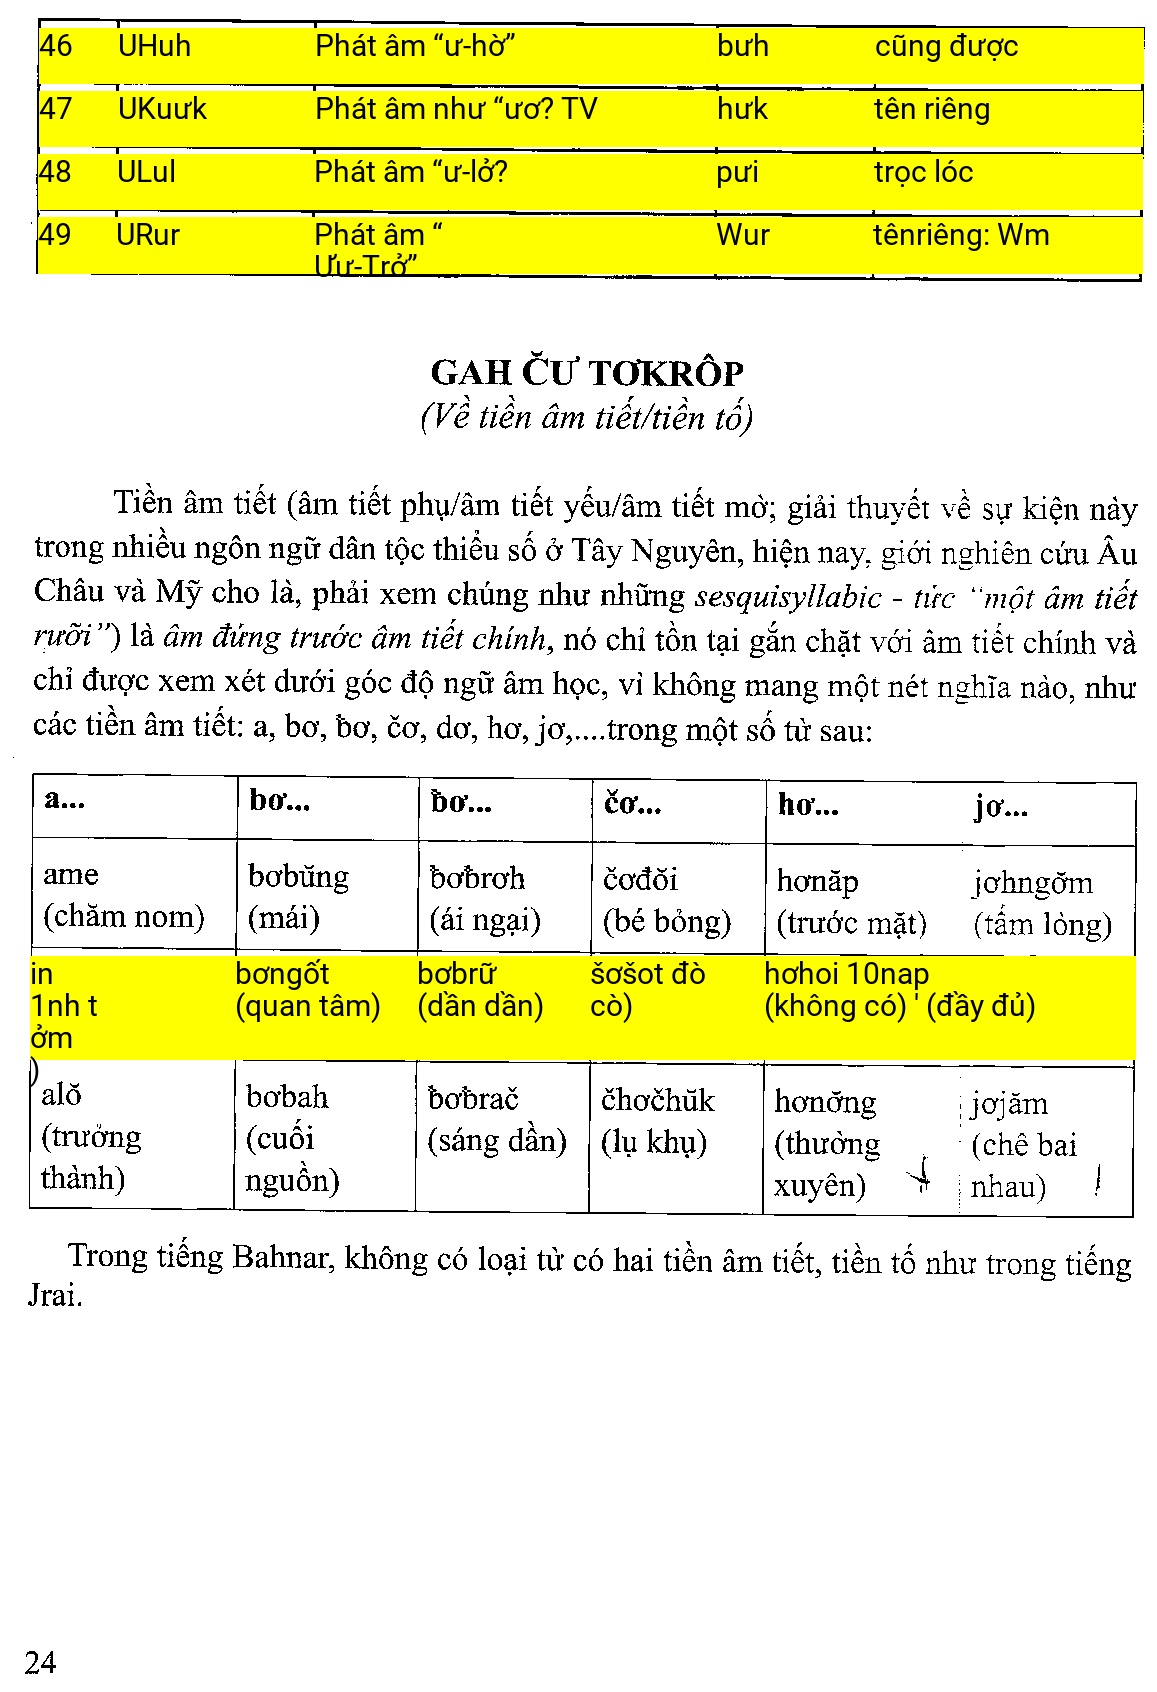 46 UHuh Phát âm “ư-hờ” bưh cũng được
47 UKuưk Phát âm như “ươ? TV hưk tên riêng
48 ULul Phát âm “ư-lở? pưi trọc lóc
49 URur Phát âm “ Wur tênriêng: Wm
Ưư-Trở”
GAH ČƯ TƠKRÔP
(Về tiền âm tiết/tiền tố)
Tiền âm tiết (âm tiết phụ/âm tiết yếu/âm tiết mờ; giải thuyết về sự kiện này
trong nhiều ngôn ngữ dân tộc thiểu số ở Tây Nguyên, hiện nay, giới nghiên cứu Âu
Châu và Mỹ cho là, phải xem chúng như những sesquisyllabic - tức “một âm tiết
rưỡi”) là âm đứng trước âm tiết chính, nó chỉ tồn tại gắn chặt với âm tiết chính và
chỉ được xem xét dưới góc độ ngữ âm học, vì không mang một nét nghĩa nào, như
các tiền âm tiết: a, bơ, ƀơ, čơ, dơ, hơ, jơ,....trong một số từ sau:
a... bơ... ƀơ... čơ... hơ... jơ...
ame bơbŭng ƀơƀrơh čơđŏi hơnăp jơhngơ̆m
(chăm nom) (mái) (ái ngại) (bé bỏng) (trước mặt) (tấm lòng)
in bơngốt bơbrữ šơšot đò hơhoi 10nap
1nh t (quan tâm) (dần dần) cò) (không có) ' (đầy đủ)
ởm
)
alŏ bơbah ƀơƀrač čhơčhŭk hơnơ̆ng jơjăm
(trưởng (cuối (sáng dần) (lụ khụ) (thường (chê bai
thành) nguồn) xuyên) nhau)
Trong tiếng Bahnar, không có loại từ có hai tiền âm tiết, tiền tố như trong tiếng
Jrai.
24